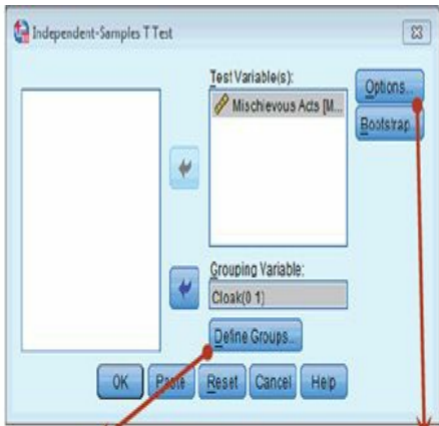 Independent-Samples T Test
Test Variable(s):
Mischievous Acts [M...
Options...
Bootstrap...
Grouping Variable:
Cloak(0 1)
Define Groups...
OK Paste Reset Cancel Help